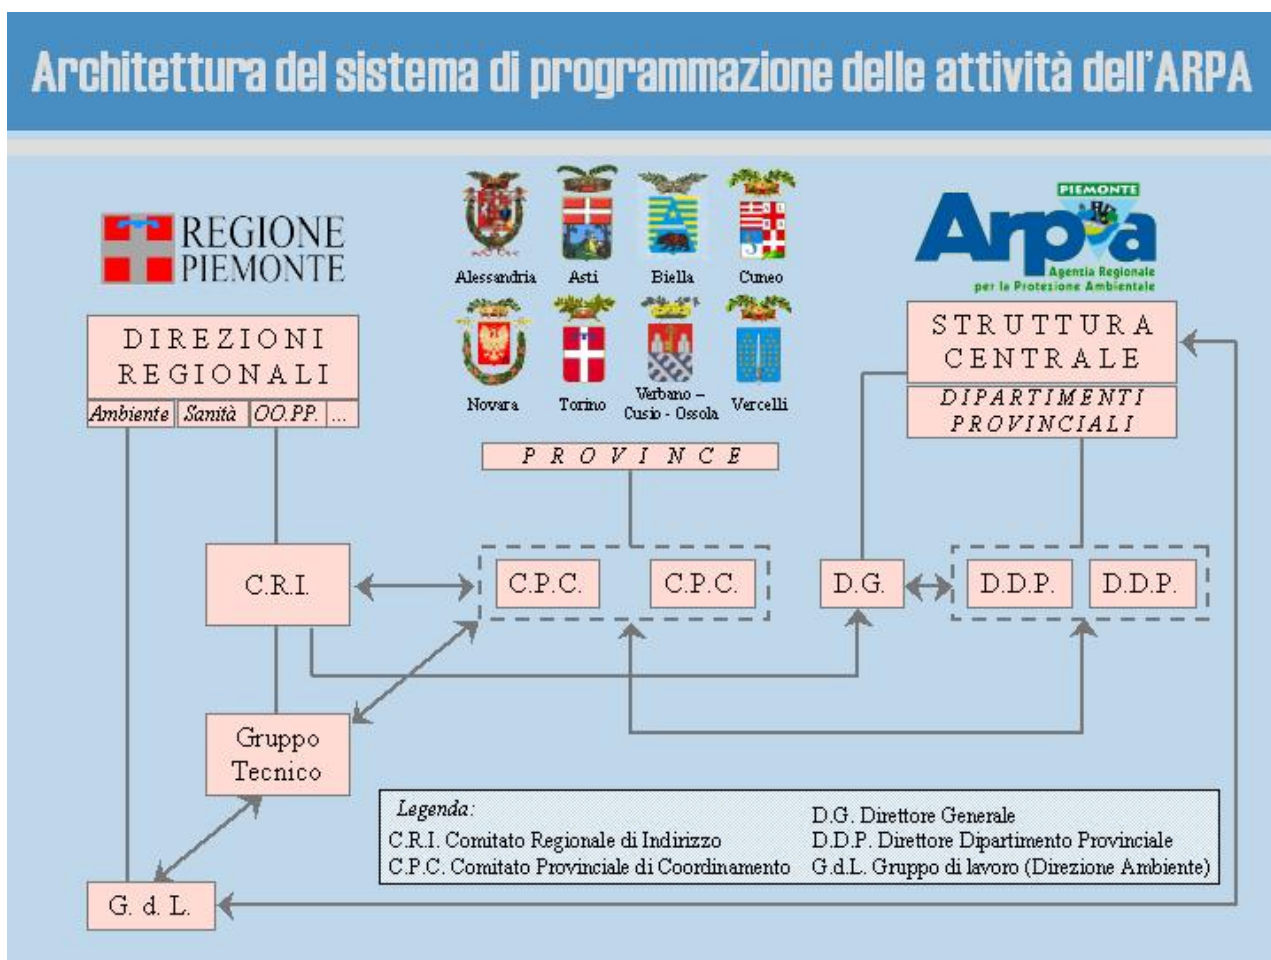 Architettura del sistema di programmazione delle attività dell'ARPA
REGIONE
PIEMONTE
Alessandria
Asti
Biella
Cuneo
Novara
Torino
Verbano –
Cusio - Ossola
Vercelli
PIEMONTE
Arpa
Agenzia Regionale
per la Protezione Ambientale
DIREZIONI
REGIONALI
Ambiente
Sanità
OO.PP.
...
PROVINCE
STRUTTURA
CENTRALE
DIPARTIMENTI
PROVINCIALI
C.R.I.
C.P.C.
C.P.C.
D.G.
D.D.P.
D.D.P.
Gruppo
Tecnico
G. d. L.
Legenda:
C.R.I. Comitato Regionale di Indirizzo
C.P.C. Comitato Provinciale di Coordinamento
D.G. Direttore Generale
D.D.P. Direttore Dipartimento Provinciale
G.d.L. Gruppo di lavoro (Direzione Ambiente)